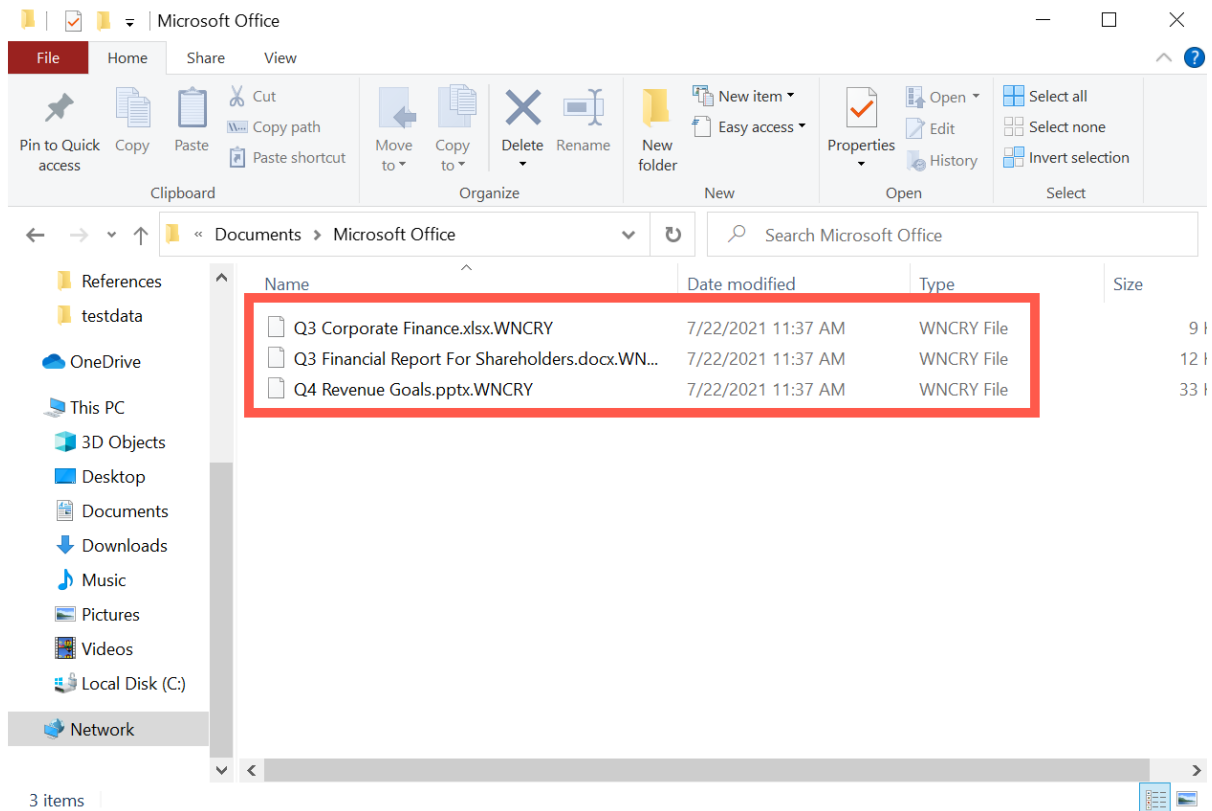 Microsoft Office
File Home Share View
Pin to Quick access
Copy
Paste
Cut
Copy path
Paste shortcut
Clipboard
Move to
Copy to
Delete
Rename
Organize
New folder
New item
Easy access
New
Properties
Open
Edit
History
Open
Select all
Select none
Invert selection
Select
« Documents > Microsoft Office
Search Microsoft Office
References
testdata
OneDrive
This PC
3D Objects
Desktop
Documents
Downloads
Music
Pictures
Videos
Local Disk (C:)
Network
Name Date modified Type Size
Q3 Corporate Finance.xlsx.WNCRY 7/22/2021 11:37 AM WNCRY File 9
Q3 Financial Report For Shareholders.docx.WN... 7/22/2021 11:37 AM WNCRY File 12
Q4 Revenue Goals.pptx.WNCRY 7/22/2021 11:37 AM WNCRY File 33
3 items